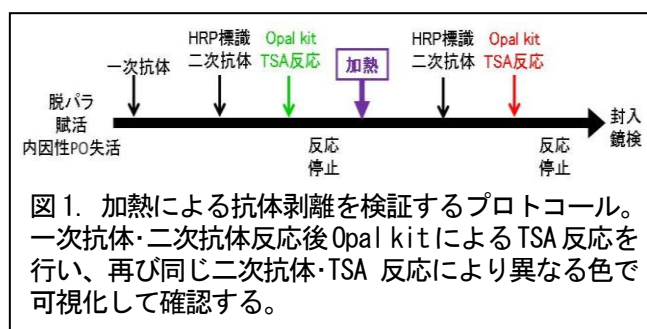 HRP標識 Opal kit HRP標識 Opal kit
一次抗体 二次抗体 TSA反応 加熱 二次抗体 TSA反応
脱パラ
賦活
内因性PO失活
反応
停止
反応
停止
封入
鏡検
図1. 加熱による抗体剥離を検証するプロトコール。
一次抗体・二次抗体反応後Opal kitによるTSA反応を
行い、再び同じ二次抗体・TSA 反応により異なる色で
可視化して確認する。